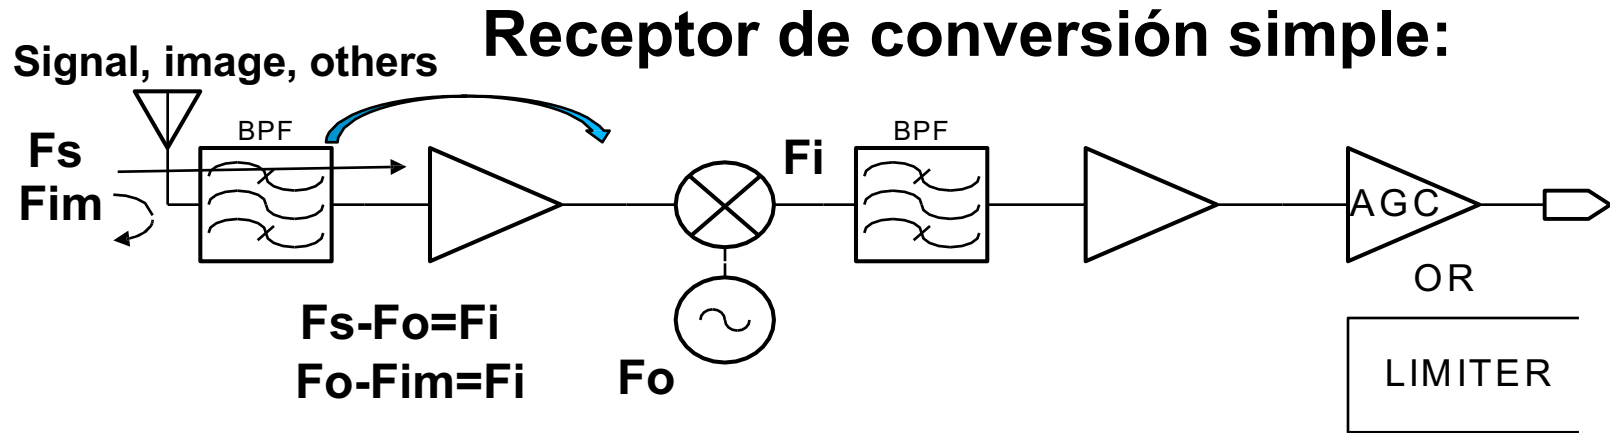 Receptor de conversión simple:
Signal, image, others
BPF
BPF
Fs
Fim
Fi
AGC
OR
LIMITER
Fs-Fo=Fi
Fo-Fim=Fi
Fo